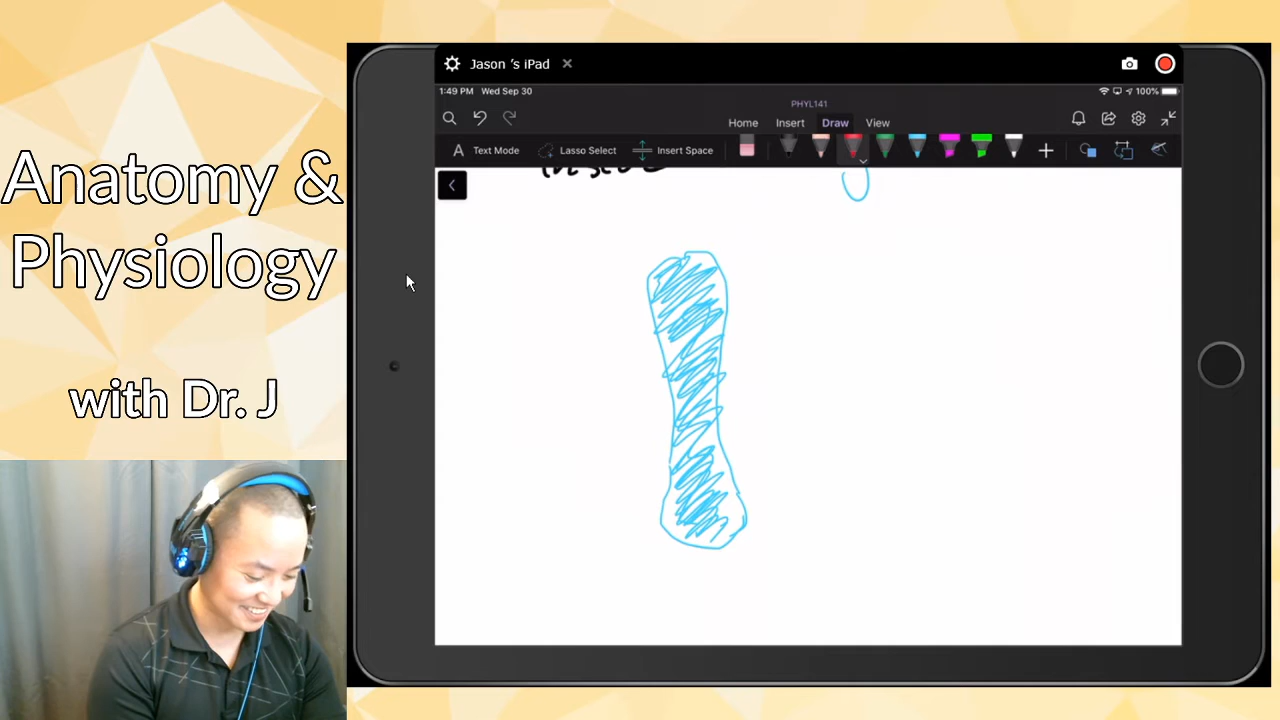 Anatomy &
Physiology
with Dr. J
Jason 's iPad
1:49 PM Wed Sep 30
100%
PHYL141
Home Insert Draw View
A Text Mode Lasso Select Insert Space